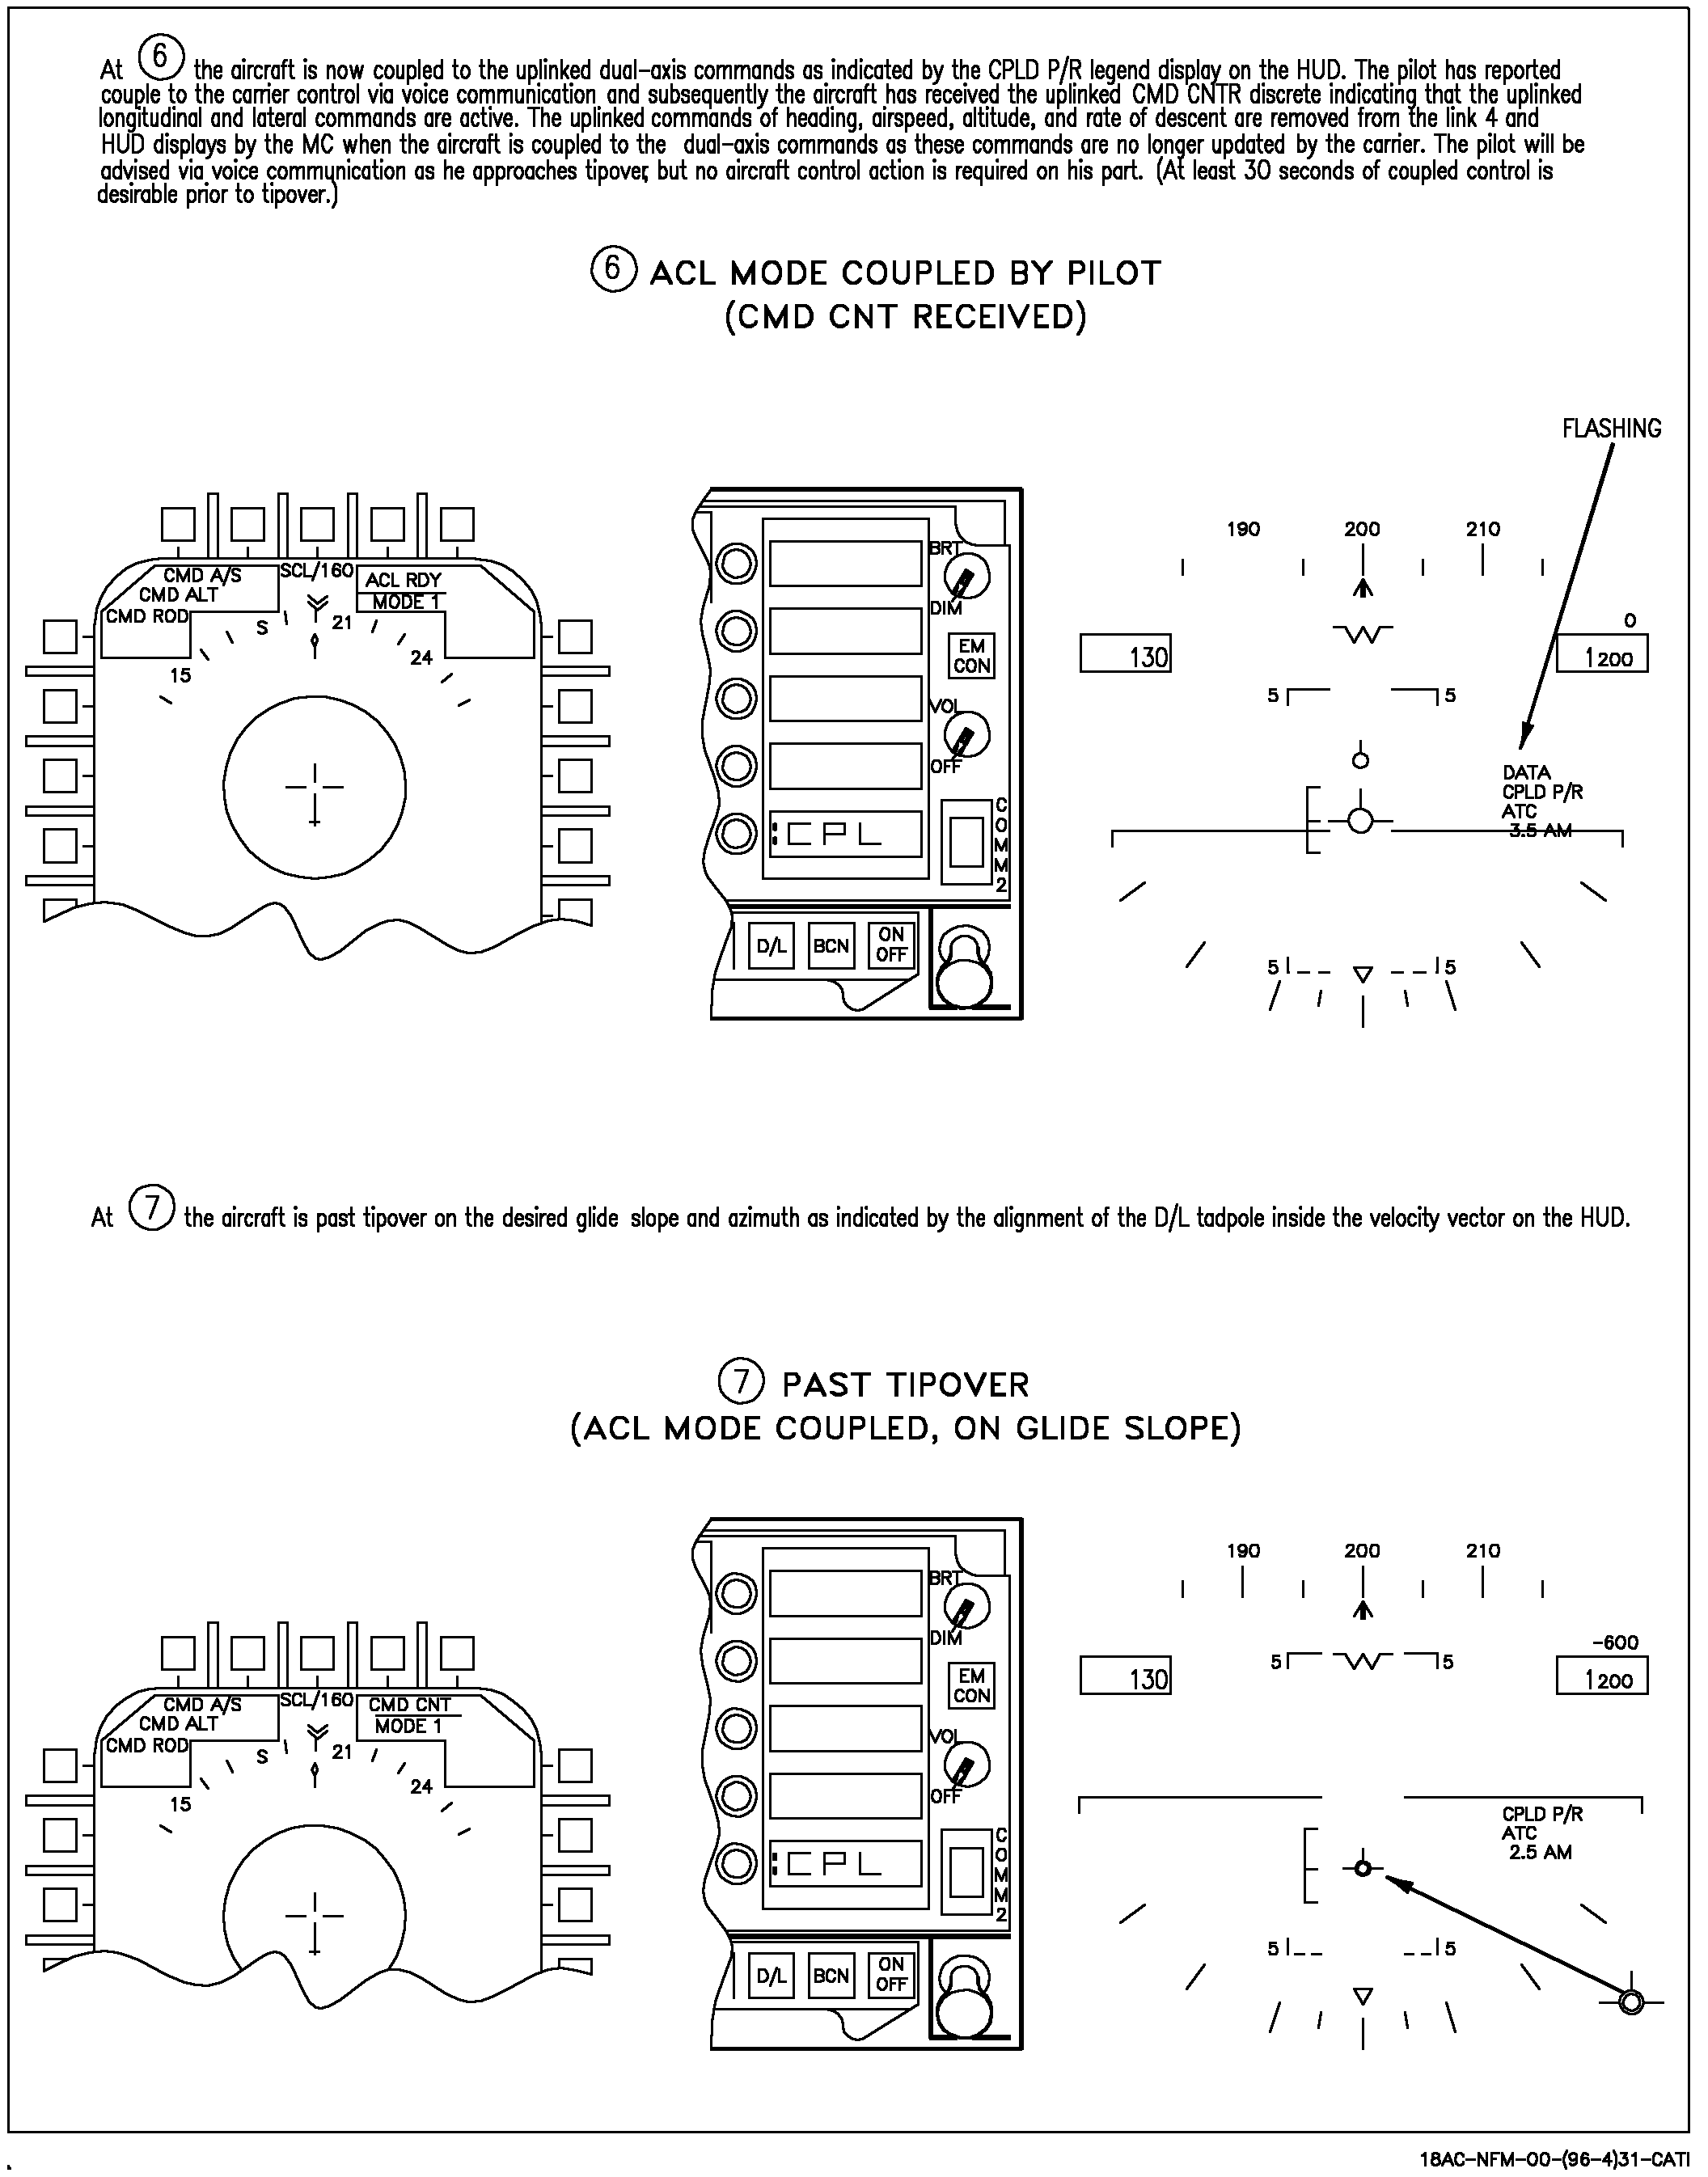 At 6 the aircraft is now coupled to the uplinked dual-axis commands as indicated by the CPLD P/R legend display on the HUD. The pilot has reported
couple to the carrier control via voice communication and subsequently the aircraft has received the uplinked CMD CNTR discrete indicating that the uplinked
longitudinal and lateral commands are active. The uplinked commands of heading, airspeed, altitude, and rate of descent are removed from the link 4 and
HUD displays by the MC when the aircraft is coupled to the dual-axis commands as these commands are no longer updated by the carrier. The pilot will be
advised via voice communication as he approaches tipover, but no aircraft control action is required on his part. (At least 30 seconds of coupled control is
desirable prior to tipover.)
6 ACL MODE COUPLED BY PILOT
(CMD CNT RECEIVED)
FLASHING
CMD A/S
CMD ALT
CMD ROD
SCL/160
ACL RDY
MODE 1
15
S
21
24
BRT
DIM
EM
CON
VOL
OFF
CPL
COMM2
D/L
BCN
ON
OFF
190 200 210
130
0
1200
5 5
DATA
CPLD P/R
ATC
3.5 AM
5 5
At 7 the aircraft is past tipover on the desired glide slope and azimuth as indicated by the alignment of the D/L tadpole inside the velocity vector on the HUD.
7 PAST TIPOVER
(ACL MODE COUPLED, ON GLIDE SLOPE)
CMD A/S
CMD ALT
CMD ROD
SCL/160
CMD CNT
MODE 1
15
S
21
24
BRT
DIM
EM
CON
VOL
OFF
CPL
COMM2
D/L
BCN
ON
OFF
190 200 210
-600
130
1200
5 5
CPLD P/R
ATC
2.5 AM
5 5
18AC-NFM-00-(96-4)31-CATI